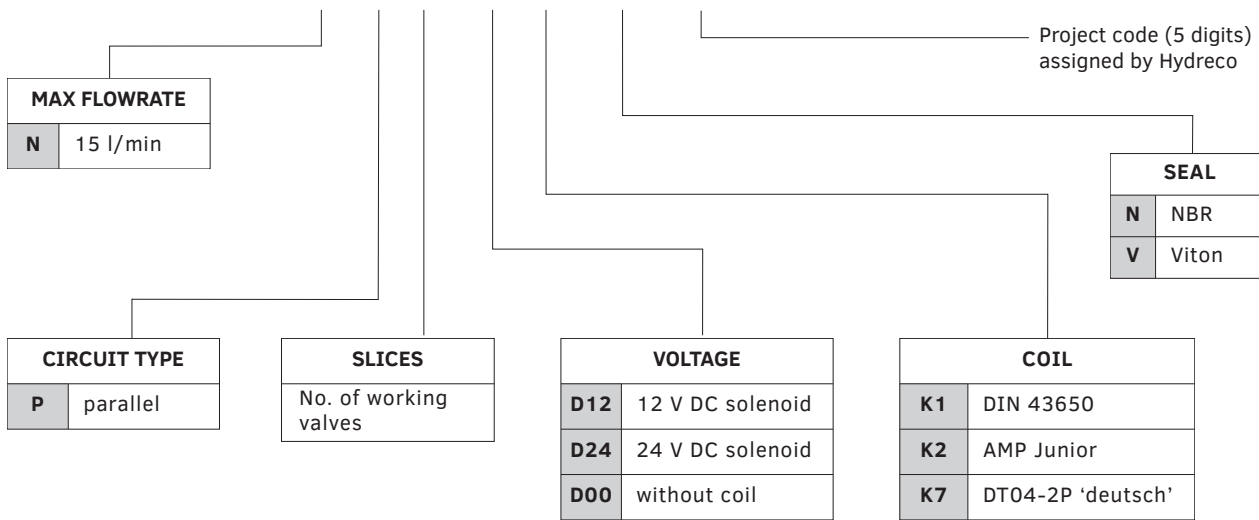 Project code (5 digits)
assigned by Hydreco
MAX FLOWRATE
N 15 l/min
SEAL
N NBR
V Viton
CIRCUIT TYPE
P parallel
SLICES
No. of working
valves
VOLTAGE
D12 12 V DC solenoid
D24 24 V DC solenoid
D00 without coil
COIL
K1 DIN 43650
K2 AMP Junior
K7 DT04-2P ‘deutsch’